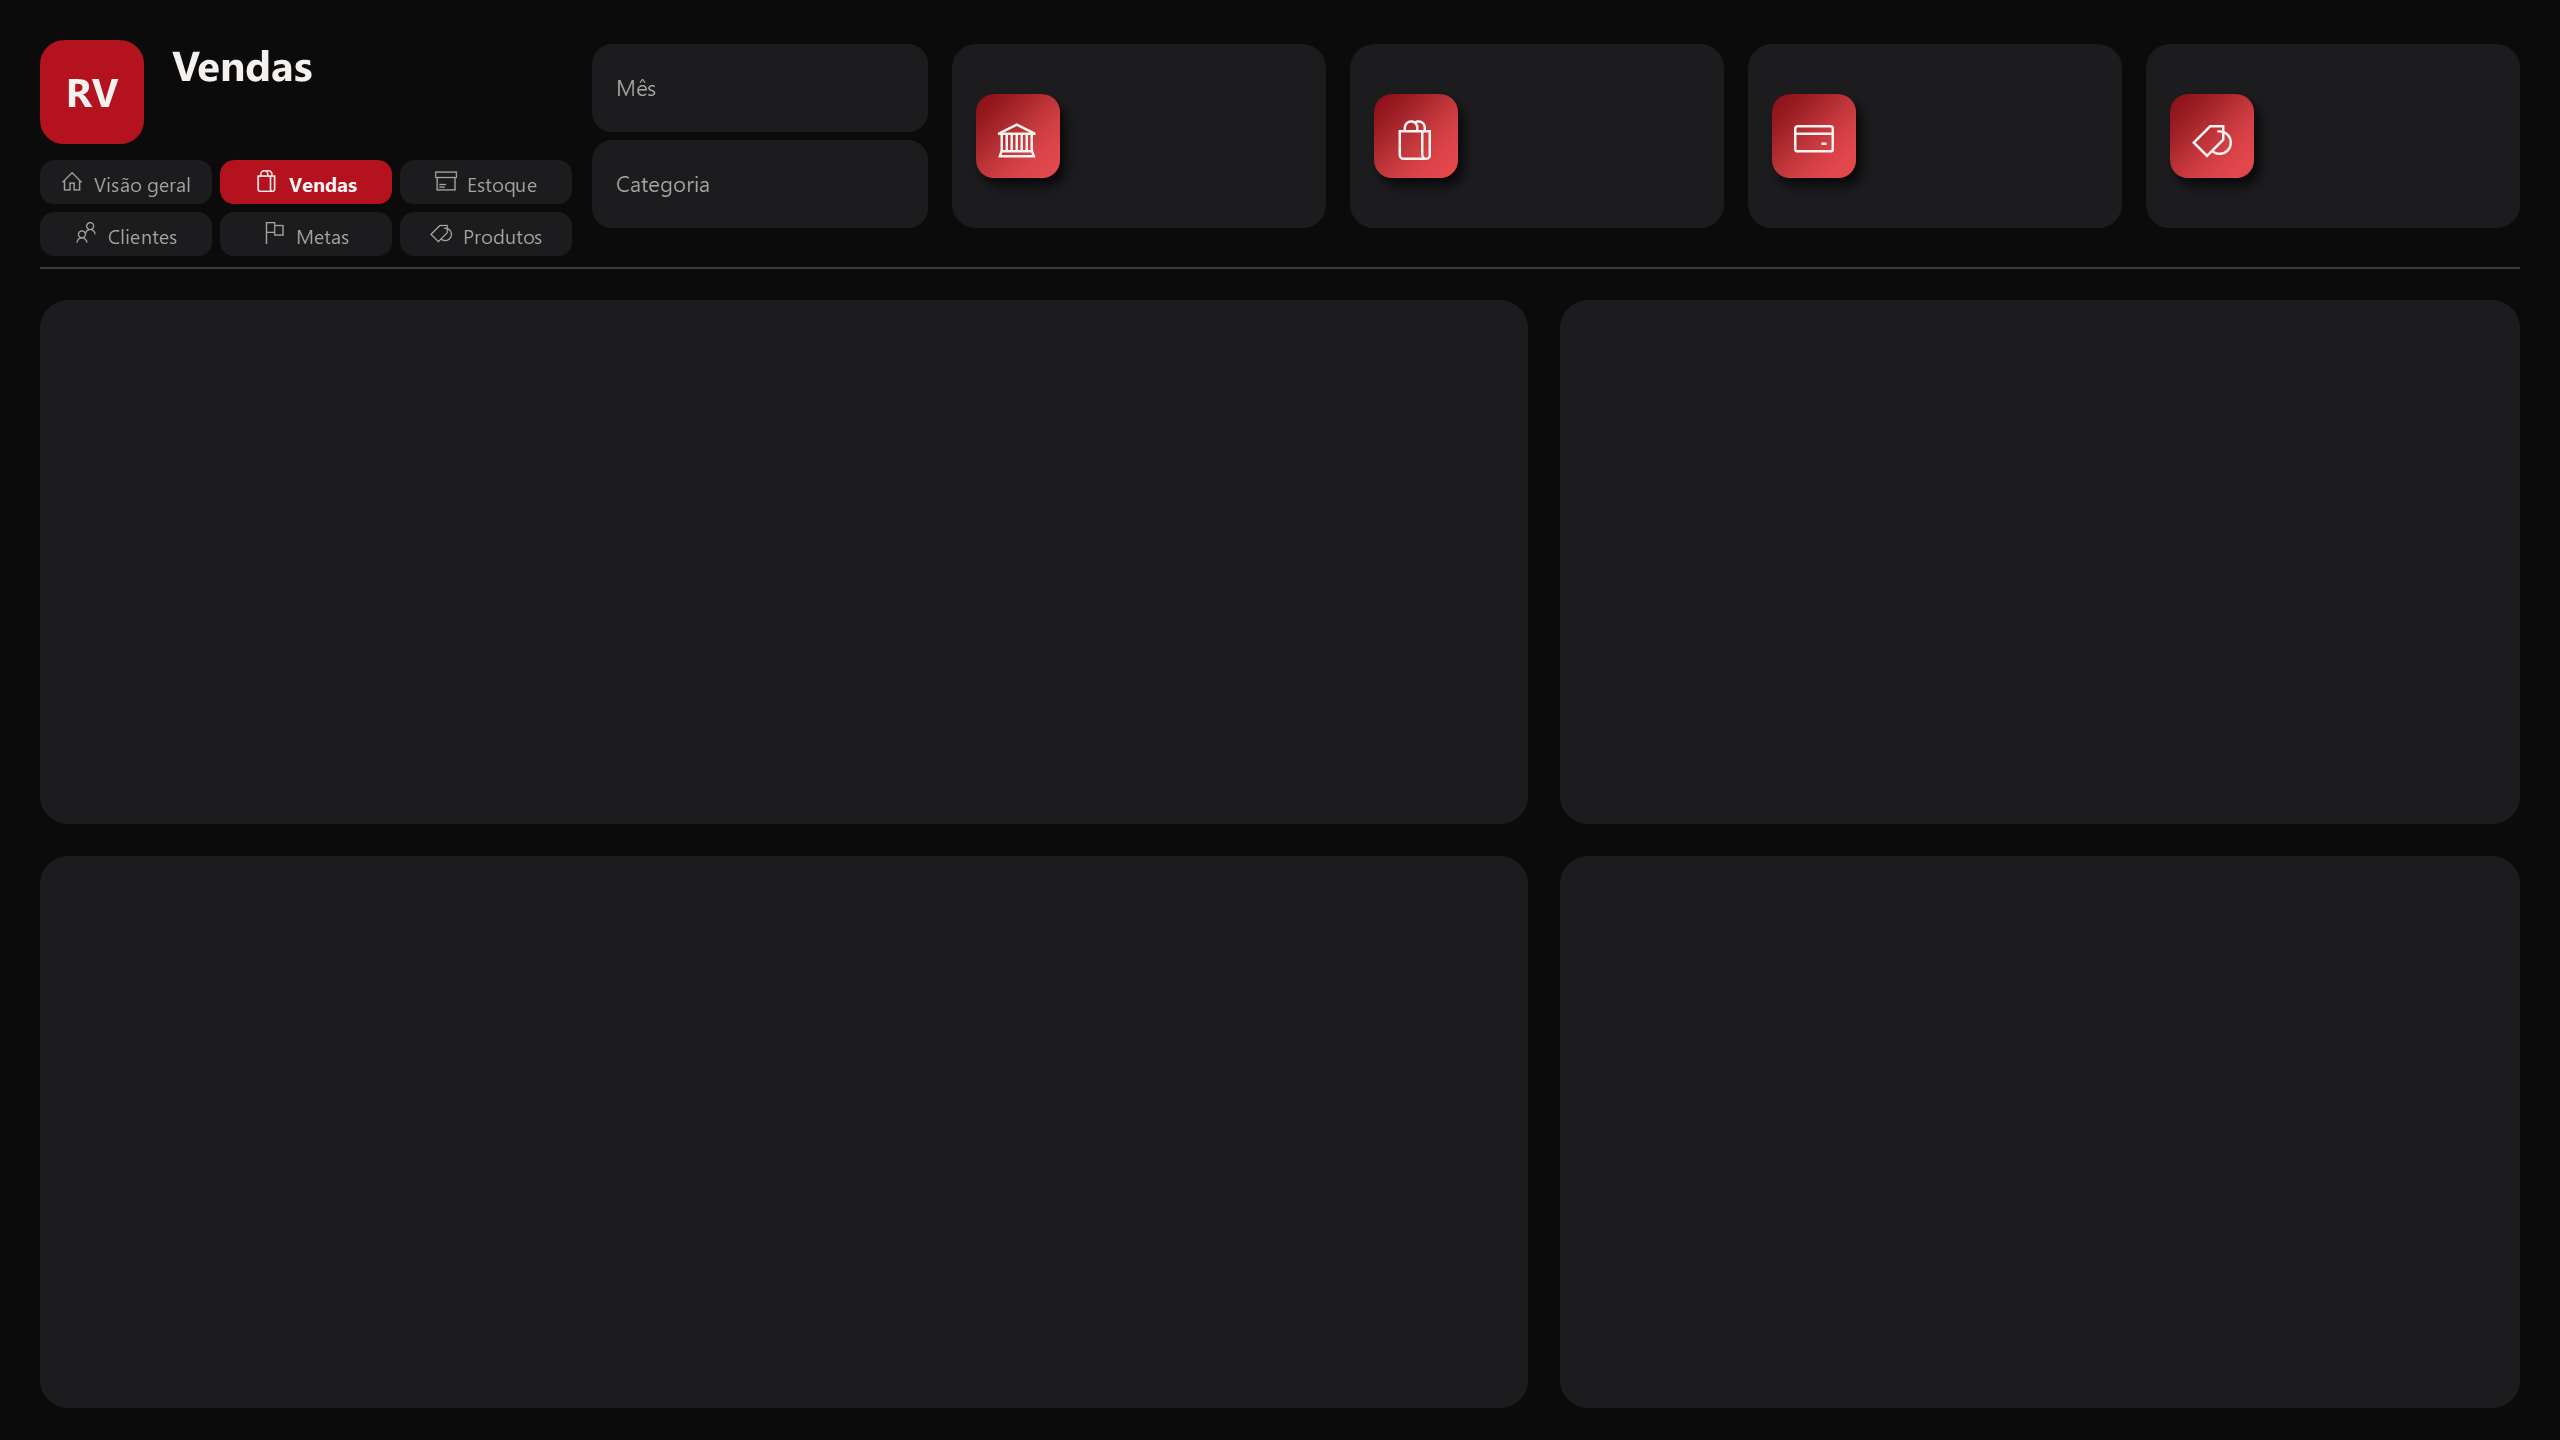 RV
Vendas
Visão geral
Vendas
Estoque
Clientes
Metas
Produtos
Mês
Categoria